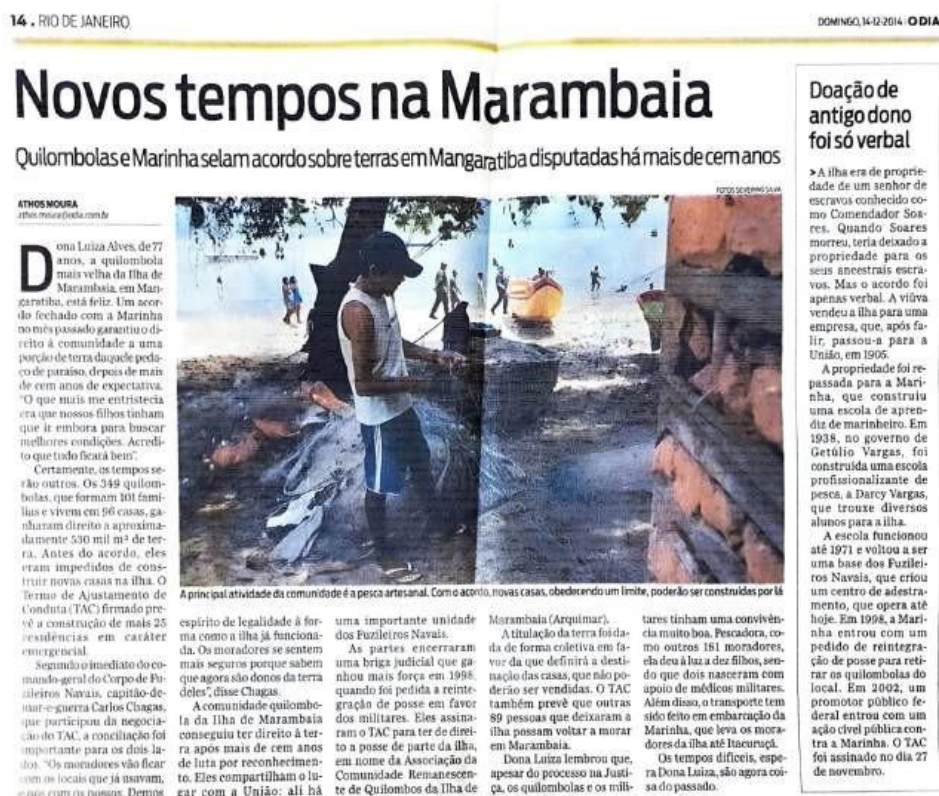 14 . RIO DE JANEIRO
DOMINGO, 14-12-2014 | O DIA
Novos tempos na Marambaia
Quilombolas e Marinha selam acordo sobre terras em Mangaratiba disputadas há mais de cem anos
FOTOS SEVERINO SILVA
ATHOS MOURA
athos.moura@odia.com.br
Dona Luiza Alves, de 77
anos, a quilombola
mais velha da Ilha de
Marambaia, em Man-
garatiba, está feliz. Um acor-
do fechado com a Marinha
no mês passado garantiu o di-
reito à comunidade a uma
porção de terra daquele peda-
ço de paraíso, depois de mais
de cem anos de expectativa.
"O que mais me entristecia
era que nossos filhos tinham
que ir embora para buscar
melhores condições. Acredi-
to que tudo ficará bem".
Certamente, os tempos se-
rão outros. Os 349 quilom-
bolas, que formam 101 famí-
lias e vivem em 96 casas, ga-
nharam direito a aproxima-
damente 530 mil m² de ter-
ra. Antes do acordo, eles
eram impedidos de cons-
truir novas casas na ilha. O
Termo de Ajustamento de
Conduta (TAC) firmado pre-
vê a construção de mais 25
residências em caráter
emergencial.
Segundo o imediato do co-
mando-geral do Corpo de Fu-
zileiros Navais, capitão-de-
mar-e-guerra Carlos Chagas,
que participou da negocia-
ção do TAC, a conciliação foi
importante para os dois la-
dos. "Os moradores vão ficar
com os locais que já usavam,
e nós com os nossos. Demos
A principal atividade da comunidade é a pesca artesanal. Com o acordo, novas casas, obedecendo um limite, poderão ser construídas por lá
espírito de legalidade à for-
ma como a ilha já funciona-
da. Os moradores se sentem
mais seguros porque sabem
que agora são donos da terra
deles", disse Chagas.
A comunidade quilombo-
la da Ilha de Marambaia
conseguiu ter direito à ter-
ra após mais de cem anos
de luta por reconhecimen-
to. Eles compartilham o lu-
gar com a União: ali há
uma importante unidade
dos Fuzileiros Navais.
As partes encerraram
uma briga judicial que ga-
nhou mais força em 1998,
quando foi pedida a reinte-
gração de posse em favor
dos militares. Eles assina-
ram o TAC para ter de direi-
to a posse de parte da ilha,
em nome da Associação da
Comunidade Remanescen-
te de Quilombos da Ilha de
Marambaia (Arquimar).
A titulação da terra foi da-
da de forma coletiva em fa-
vor da que definirá a desti-
nação das casas, que não po-
derão ser vendidas. O TAC
também prevê que outras
89 pessoas que deixaram a
ilha possam voltar a morar
em Marambaia.
Dona Luiza lembrou que,
apesar do processo na Justi-
ça, os quilombolas e os mili-
tares tinham uma convivên-
cia muito boa. Pescadora, co-
mo outros 161 moradores,
ela deu à luz a dez filhos, sen-
do que dois nasceram com
apoio de médicos militares.
Além disso, o transporte tem
sido feito em embarcação da
Marinha, que leva os mora-
dores da ilha até Itacuruçá.
Os tempos difíceis, espe-
ra Dona Luiza, são agora coi-
sa do passado.
Doação de
antigo dono
foi só verbal
>A ilha era de proprie-
dade de um senhor de
escravos conhecido co-
mo Comendador Soa-
res. Quando Soares
morreu, teria deixado a
propriedade para os
seus ancestrais escra-
vos. Mas o acordo foi
apenas verbal. A viúva
vendeu a ilha para uma
empresa, que, após fa-
lir, passou-a para a
União, em 1905.
A propriedade foi re-
passada para a Mari-
nha, que construiu
uma escola de apren-
diz de marinheiro. Em
1938, no governo de
Getúlio Vargas, foi
construída uma escola
profissionalizante de
pesca, a Darcy Vargas,
que trouxe diversos
alunos para a ilha.
A escola funcionou
até 1971 e voltou a ser
uma base dos Fuzilei-
ros Navais, que criou
um centro de adestra-
mento, que opera até
hoje. Em 1998, a Mari-
nha entrou com um
pedido de reintegra-
ção de posse para reti-
rar os quilombolas do
local. Em 2002, um
promotor público fe-
deral entrou com um
ação cível pública con-
tra a Marinha. O TAC
foi assinado no dia 27
de novembro.